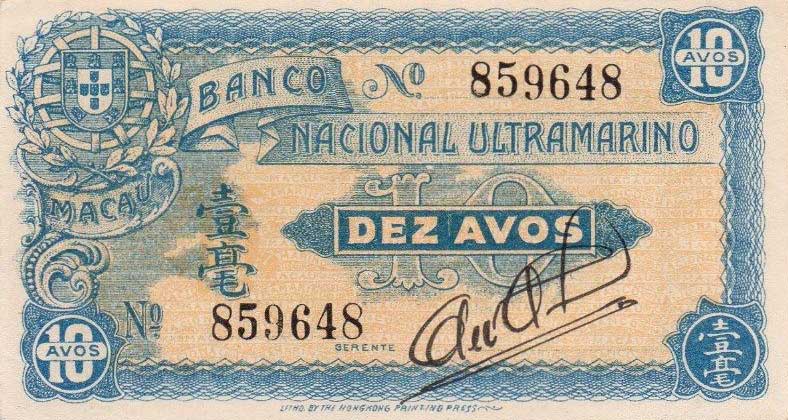 10 AVOS
BANCO
Nº 859648
NACIONAL ULTRAMARINO
MACAU
10
DEZ AVOS
壹毫
Nº 859648
GERENTE
10 AVOS
壹毫
LITHO. BY THE HONGKONG PRINTING PRESS